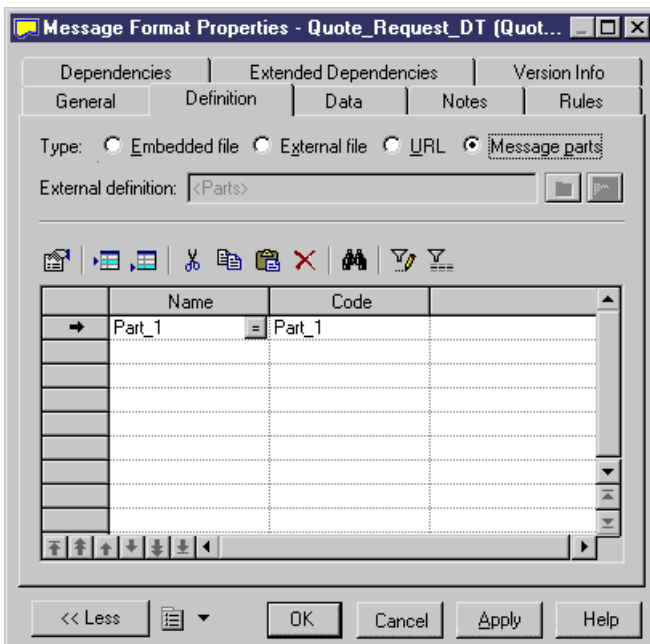 Message Format Properties - Quote_Request_DT (Quot...
Dependencies Extended Dependencies Version Info
General Definition Data Notes Rules
Type: Embedded file External file URL Message parts
External definition: <Parts>
Name Code
Part_1 = Part_1
<< Less OK Cancel Apply Help